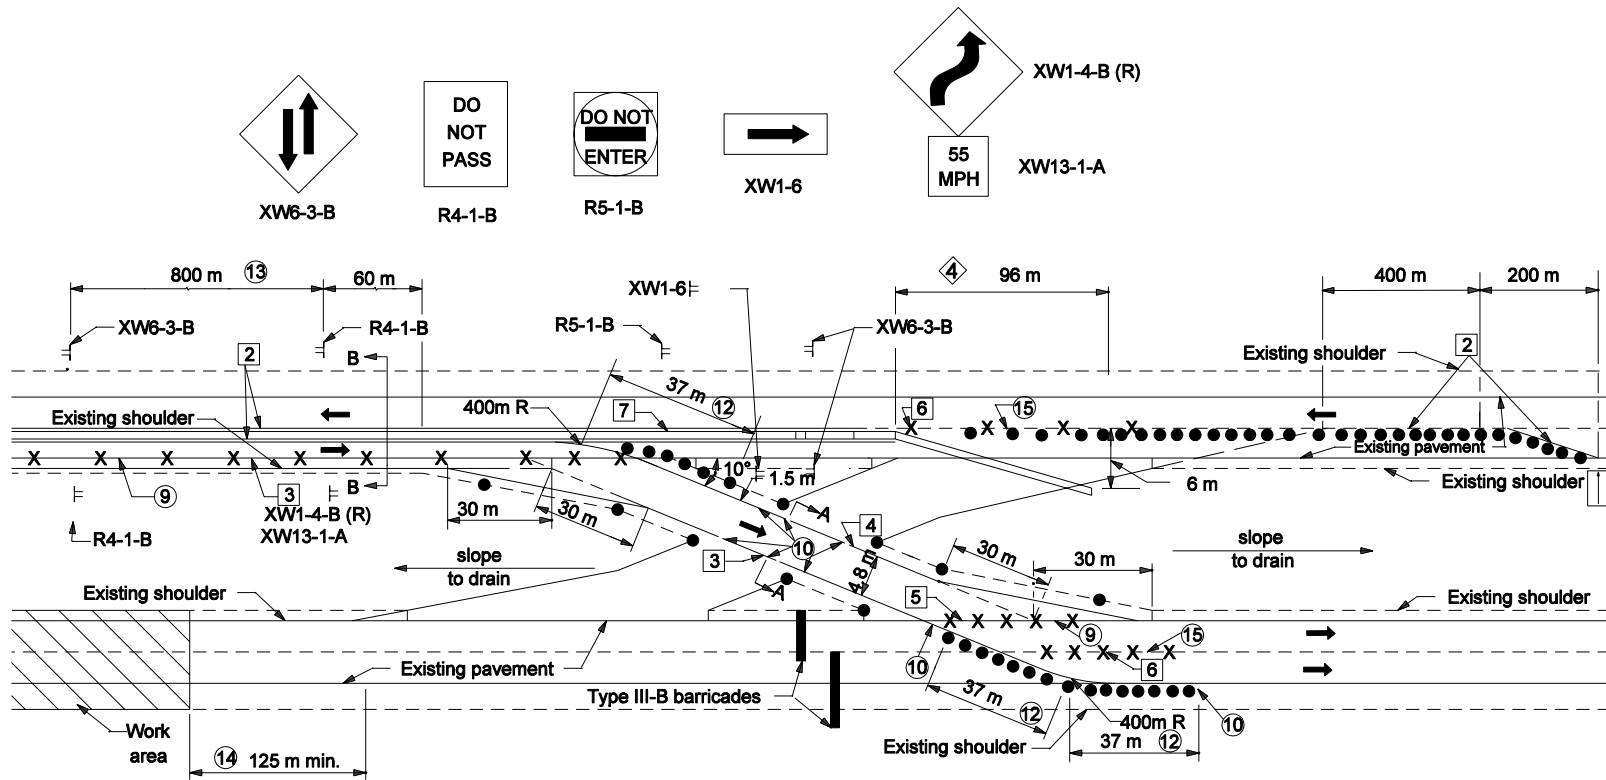 XW1-4-B (R)
DO
NOT
PASS
DO NOT
ENTER
55
MPH
XW13-1-A
XW6-3-B
R4-1-B
R5-1-B
XW1-6
800 m 13
60 m
XW1-6
4
96 m
400 m
200 m
XW6-3-B
R4-1-B
R5-1-B
XW6-3-B
2
B
Existing shoulder
2
37 m 12
Existing shoulder
400m R
7
6
15
X X X
Existing pavement
X X X X X X X X X X
10°
1.5 m
6 m
Existing shoulder
9
3
B
XW1-4-B (R)
XW13-1-A
R4-1-B
30 m
30 m
A
4
10
3
4.8 m
30 m
30 m
slope
to drain
slope
to drain
A
Existing shoulder
5
Existing shoulder
X X X X X
9
15
X X X X X
6
10
Existing pavement
Type III-B barricades
37 m
12
400m R
10
Work
area
Existing shoulder
37 m 12
14 125 m min.